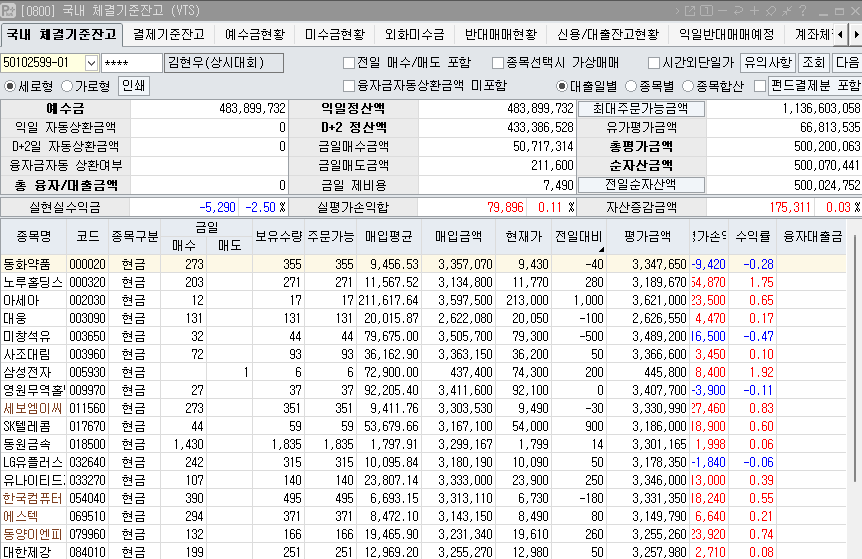 [0800] 국내 체결기준잔고 (VTS)
국내 체결기준잔고 결제기준잔고 예수금현황 미수금현황 외화미수금 반대매매현황 신용/대출잔고현황 익일반대매매예정 계좌체
50102599-01 **** 김현우(상시대회) 전일 매수/매도 포함 종목선택시 가상매매 시간외단일가 유의사항 조회 다음
세로형 가로형 인쇄 융자금자동상환금액 미포함 대출일별 종목별 종목합산 펀드결제분 포함
예수금 483,899,732 익일정산액 483,899,732 최대주문가능금액 1,136,603,058
익일 자동상환금액 0 D+2 정산액 433,386,528 유가평가금액 66,813,535
D+2일 자동상환금액 0 금일매수금액 50,717,314 총평가금액 500,200,063
융자금자동 상환여부 금일매도금액 211,600 순자산금액 500,070,441
총 융자/대출금액 0 금일 제비용 7,490 전일순자산액 500,024,752
실현실수익금 -5,290 -2.50 % 실평가손익합 79,896 0.11 % 자산증감금액 175,311 0.03 %
종목명 코드 종목구분 금일 보유수량 주문가능 매입평균 매입금액 현재가 전일대비 평가금액 평가손익 수익률 융자대출금
매수 매도
동화약품 000020 현금 273 355 355 9,456.53 3,357,070 9,430 -40 3,347,650 -9,420 -0.28
노루홀딩스 000320 현금 203 271 271 11,567.52 3,134,800 11,770 280 3,189,670 54,870 1.75
아세아 002030 현금 12 17 17 211,617.64 3,597,500 213,000 1,000 3,621,000 23,500 0.65
대웅 003090 현금 131 131 131 20,015.87 2,622,080 20,050 -100 2,626,550 4,470 0.17
미창석유 003650 현금 32 44 44 79,675.00 3,505,700 79,300 -500 3,489,200 16,500 -0.47
사조대림 003960 현금 72 93 93 36,162.90 3,363,150 36,200 50 3,366,600 3,450 0.10
삼성전자 005930 현금 1 6 6 72,900.00 437,400 74,300 200 445,800 8,400 1.92
영원무역홀 009970 현금 27 37 37 92,205.40 3,411,600 92,100 0 3,407,700 -3,900 -0.11
세보엠이씨 011560 현금 273 351 351 9,411.76 3,303,530 9,490 -30 3,330,990 27,460 0.83
SK텔레콤 017670 현금 44 59 59 53,679.66 3,167,100 54,000 900 3,186,000 18,900 0.60
동원금속 018500 현금 1,430 1,835 1,835 1,797.91 3,299,167 1,799 14 3,301,165 1,998 0.06
LG유플러스 032640 현금 242 315 315 10,095.84 3,180,190 10,090 50 3,178,350 -1,840 -0.06
유나이티드 033270 현금 107 140 140 23,807.14 3,333,000 23,900 250 3,346,000 13,000 0.39
한국컴퓨터 054040 현금 390 495 495 6,693.15 3,313,110 6,730 -180 3,331,350 18,240 0.55
에스텍 069510 현금 294 371 371 8,472.10 3,143,150 8,490 80 3,149,790 6,640 0.21
동양이엔피 079960 현금 132 166 166 19,465.90 3,231,340 19,610 260 3,255,260 23,920 0.74
대한제강 084010 현금 199 251 251 12,969.20 3,255,270 12,980 50 3,257,980 2,710 0.08